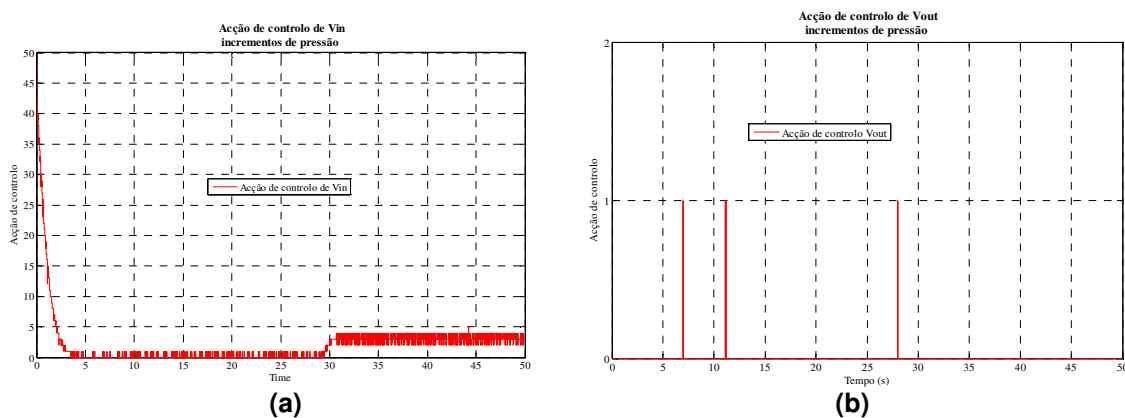 Acção de controlo de Vin
incrementos de pressão
50
45
40
35
30
25
20
15
10
5
0
Acção de controlo
Acção de controlo de Vin
0 5 10 15 20 25 30 35 40 45 50
Time
(a)
Acção de controlo de Vout
incrementos de pressão
2
1
0
Acção de controlo
Acção de controlo Vout
0 5 10 15 20 25 30 35 40 45 50
Tempo (s)
(b)